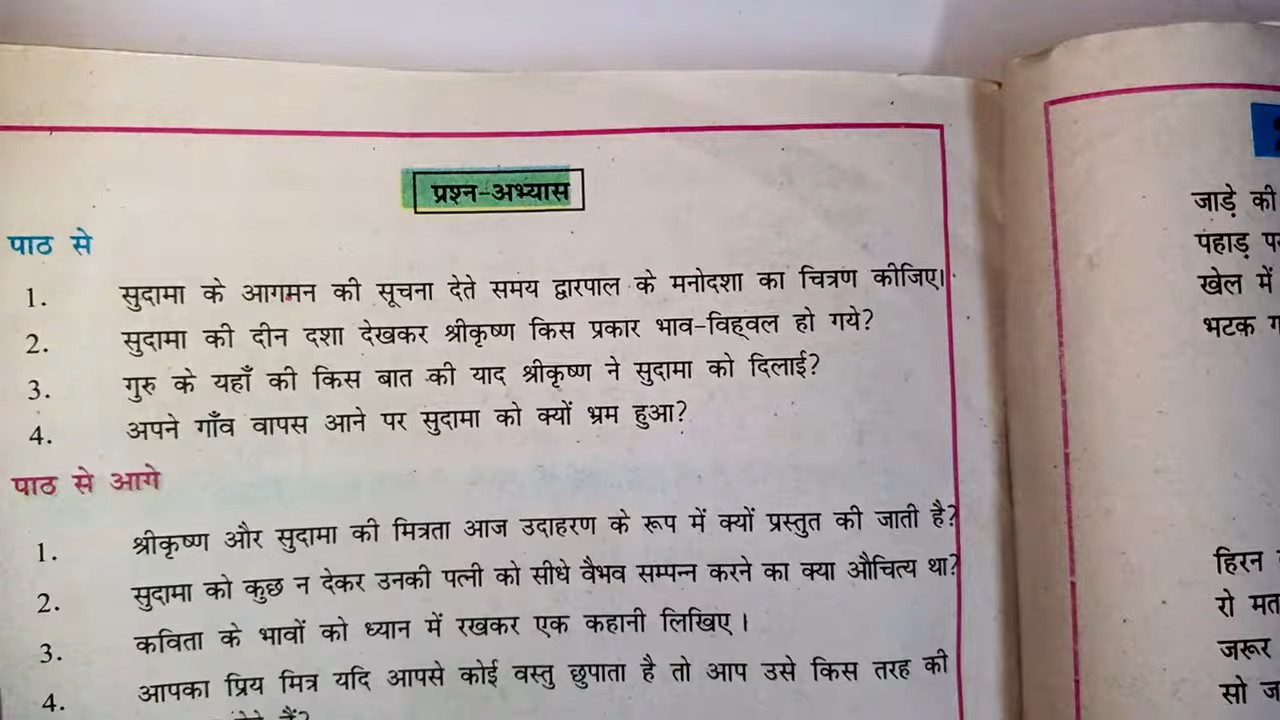 प्रश्न-अभ्यास
पाठ से
1. सुदामा के आगमन की सूचना देते समय द्वारपाल के मनोदशा का चित्रण कीजिए।
2. सुदामा की दीन दशा देखकर श्रीकृष्ण किस प्रकार भाव-विह्वल हो गये?
3. गुरु के यहाँ की किस बात की याद श्रीकृष्ण ने सुदामा को दिलाई?
4. अपने गाँव वापस आने पर सुदामा को क्यों भ्रम हुआ?
पाठ से आगे
1. श्रीकृष्ण और सुदामा की मित्रता आज उदाहरण के रूप में क्यों प्रस्तुत की जाती है?
2. सुदामा को कुछ न देकर उनकी पत्नी को सीधे वैभव सम्पन्न करने का क्या औचित्य था?
3. कविता के भावों को ध्यान में रखकर एक कहानी लिखिए।
4. आपका प्रिय मित्र यदि आपसे कोई वस्तु छुपाता है तो आप उसे किस तरह की
जाड़े की
पहाड़
खेल में
भटक
हिरन
रो मत
जरूर
सो